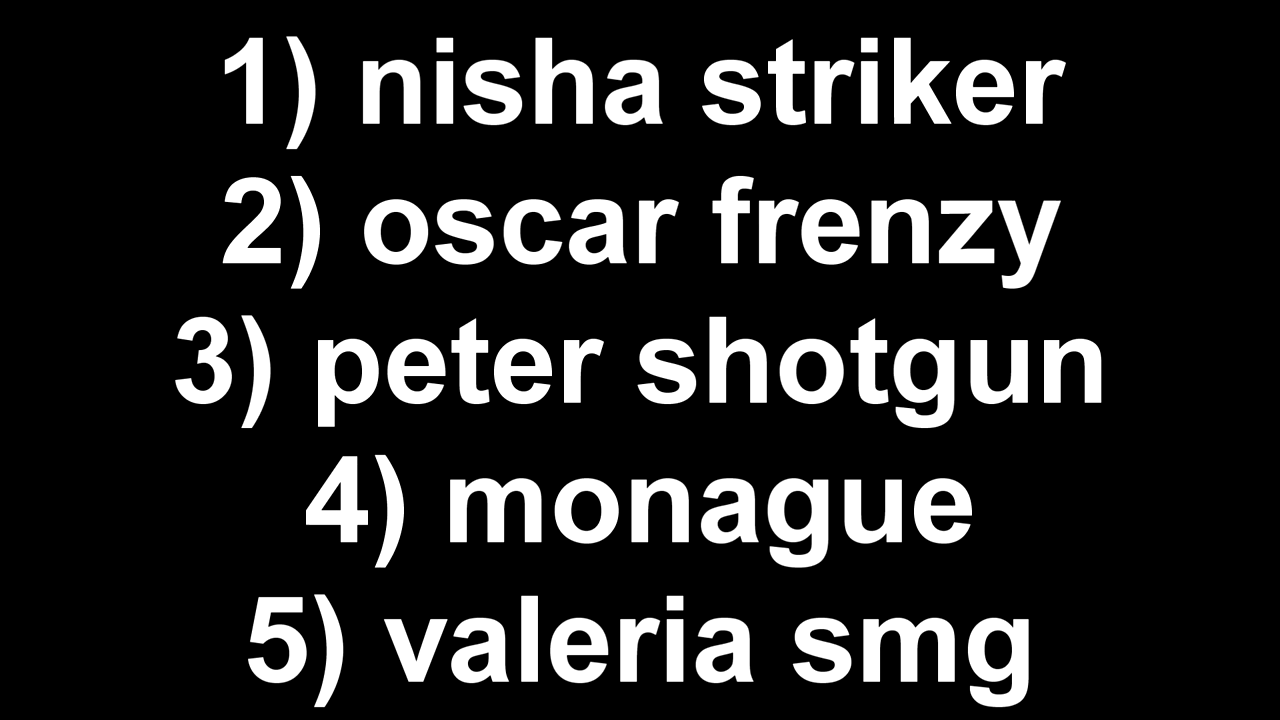 1) nisha striker
2) oscar frenzy
3) peter shotgun
4) monague
5) valeria smg